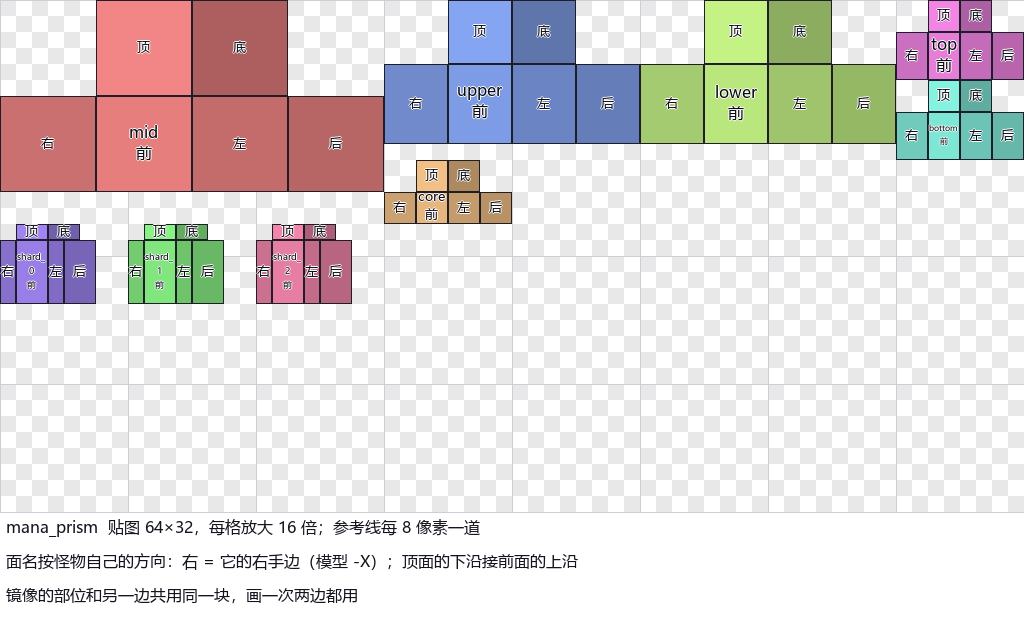 顶 底
右 mid 前 左 后
顶 底
右 upper 前 左 后
顶 底
右 lower 前 左 后
顶 底
右 top 前 左 后
顶 底
右 bottom 前 左 后
顶 底
右 core 前 左 后
顶 底
右 shard_0 前 左 后
顶 底
右 shard_1 前 左 后
顶 底
右 shard_2 前 左 后
mana_prism 贴图 64×32，每格放大 16 倍；参考线每 8 像素一道
面名按怪物自己的方向：右 = 它的右手边（模型 -X）；顶面的下沿接前面的上沿
镜像的部位和另一边共用同一块，画一次两边都用